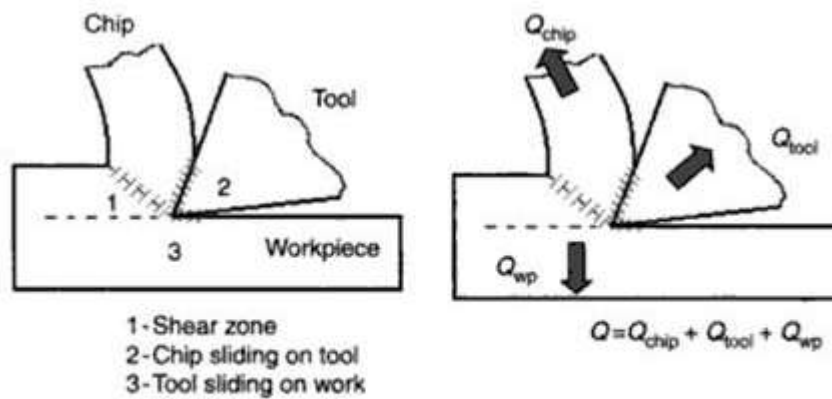 Chip
Tool
1
2
3
Workpiece
1-Shear zone
2-Chip sliding on tool
3-Tool sliding on work
Qchip
Qtool
Qwp
Q=Qchip + Qtool + Qwp